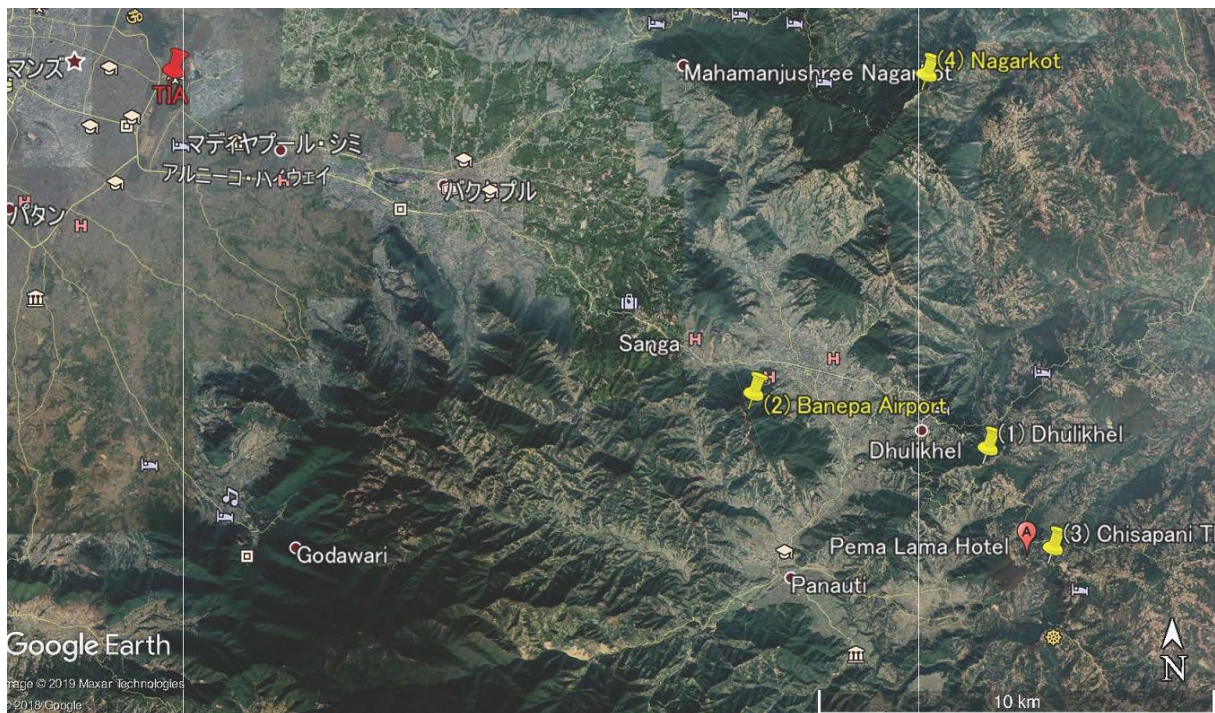 マンズ
TIA
Mahamanjushree Nagarkot
(4) Nagarkot
マディヤプール・シミ
アルニーコ・ハイウェイ
バクタプル
パタン
Sanga
(2) Banepa Airport
(1) Dhulikhel
Dhulikhel
Pema Lama Hotel
A
(3) Chisapani T
Godawari
Panauti
Google Earth
mage © 2019 Maxar Technologies
2018 Google
10 km
N